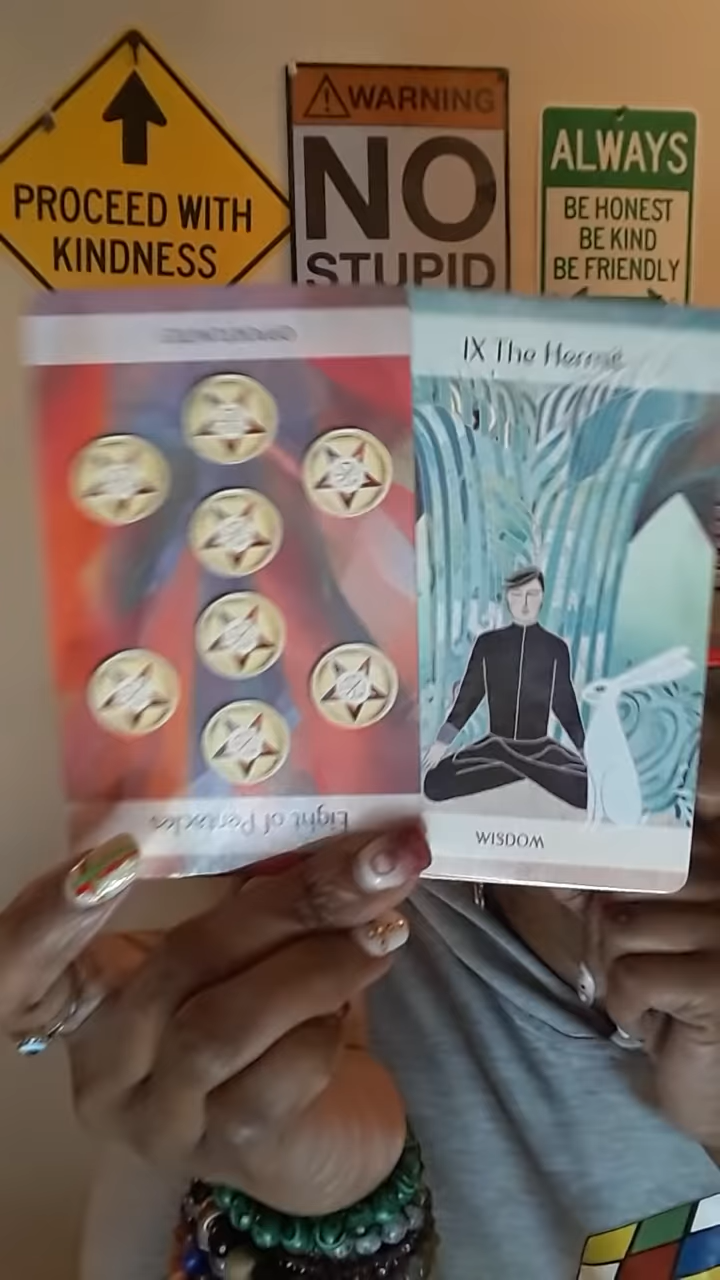 PROCEED WITH
KINDNESS
WARNING
NO
STUPID
ALWAYS
BE HONEST
BE KIND
BE FRIENDLY
IX The Hermit
WISDOM
Eight of Pentacles